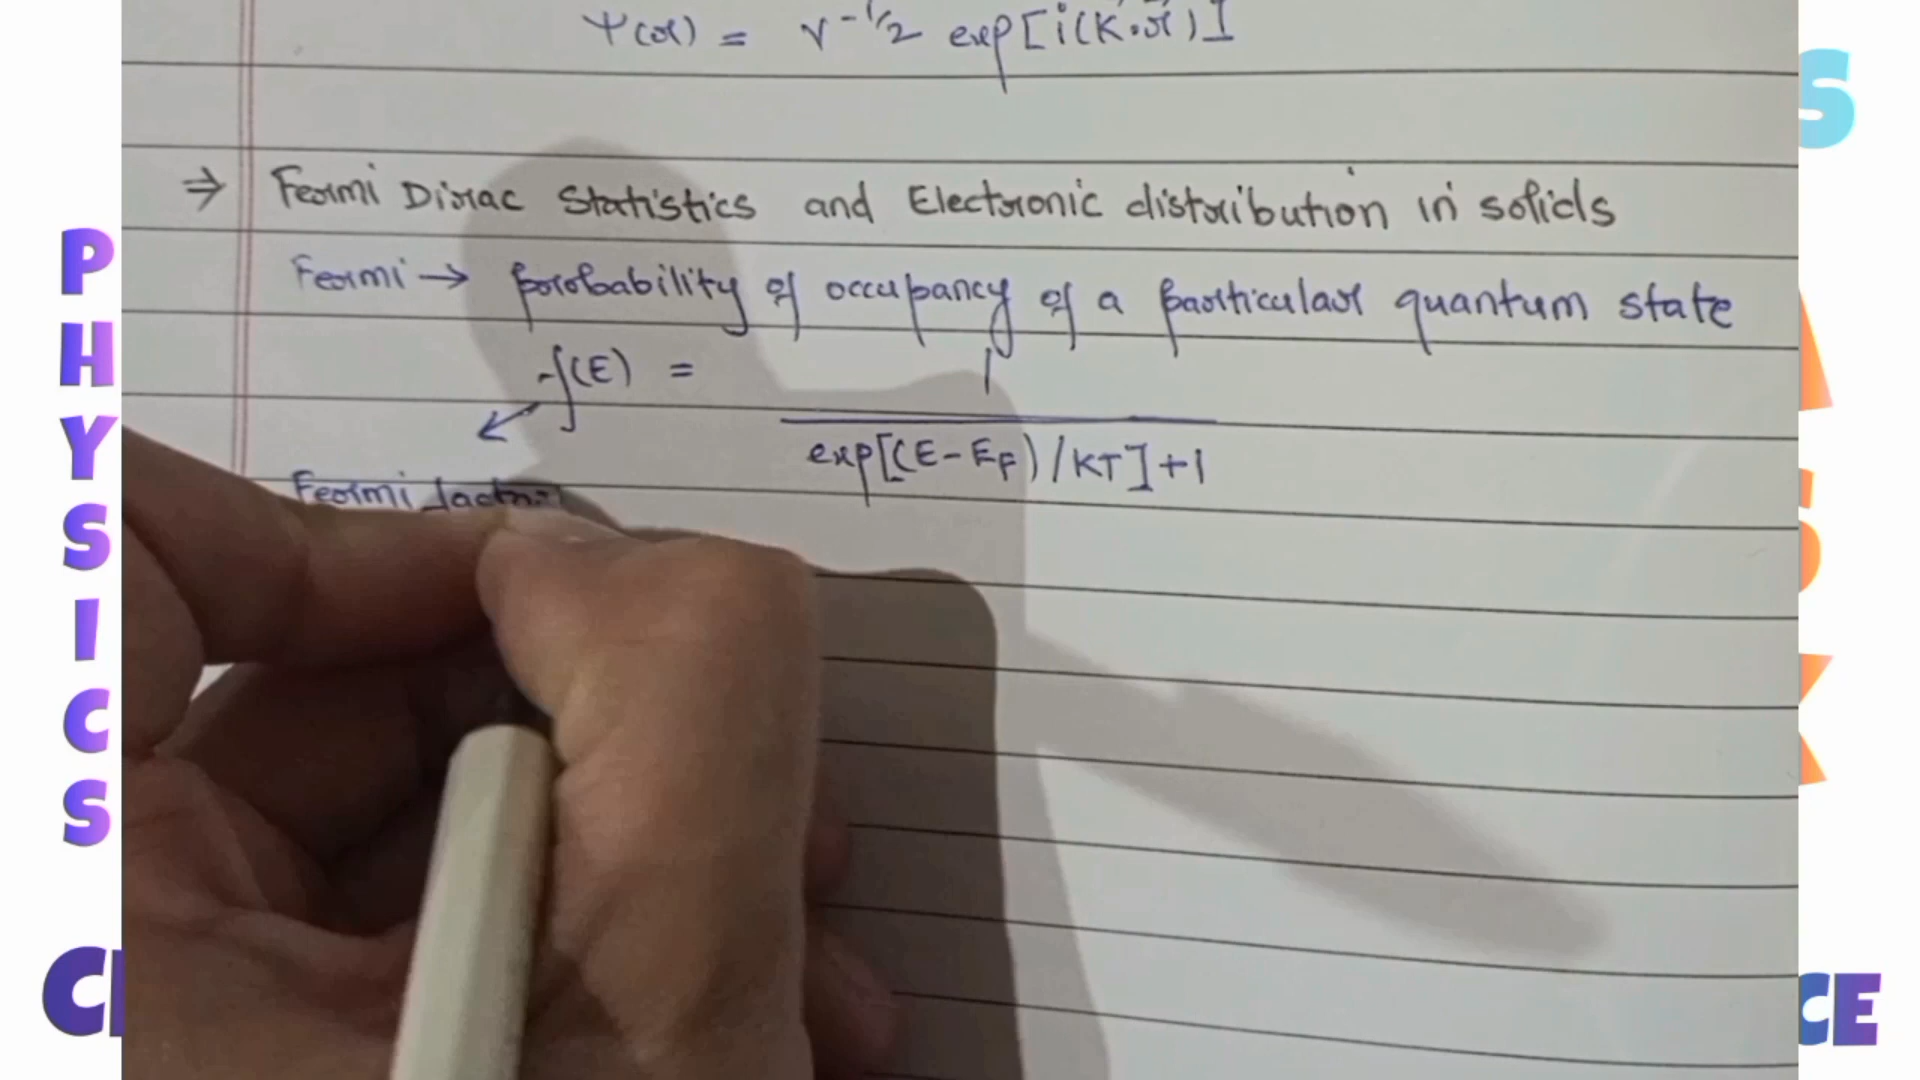 ψ(r) = V^-1/2 exp[i(K.r)]
⇒ Fermi Dirac Statistics and Electronic distribution in solids
Fermi → probability of occupancy of a particular quantum state
f(E) = 1
exp[(E-EF)/KT]+1
Fermi factor
PHYSICS
S
CE